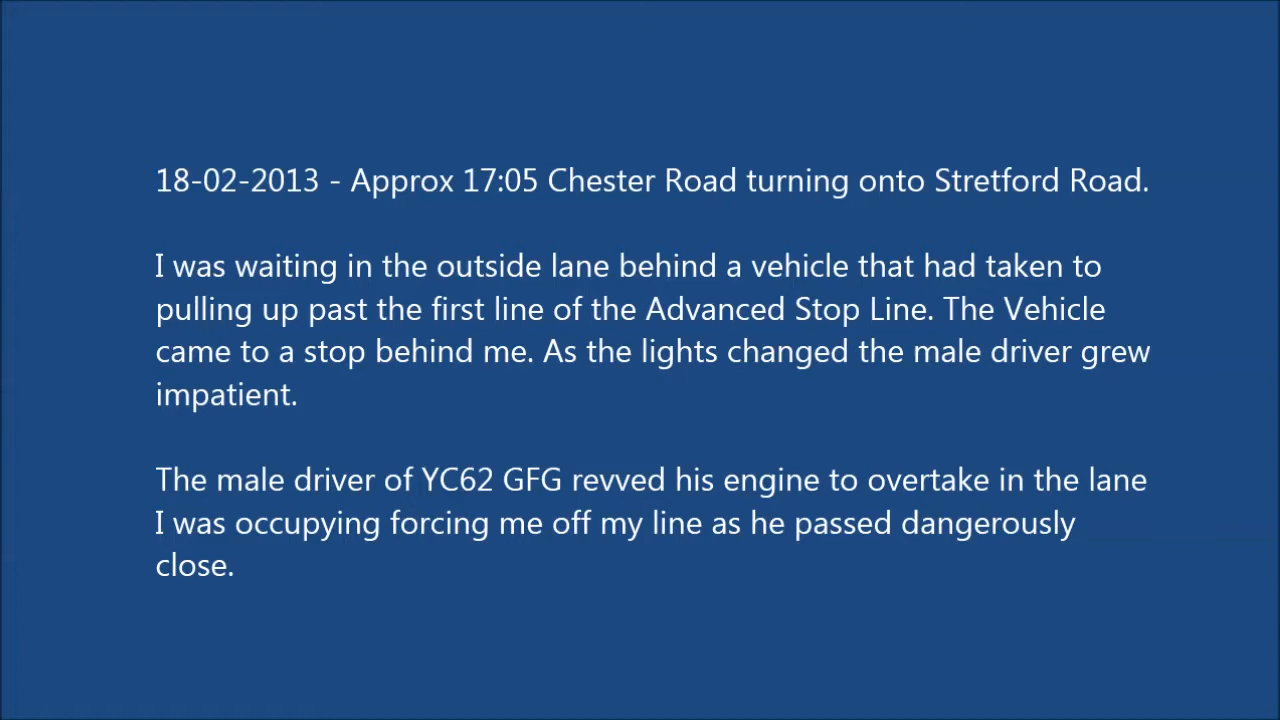 18-02-2013 - Approx 17:05 Chester Road turning onto Stretford Road.
I was waiting in the outside lane behind a vehicle that had taken to
pulling up past the first line of the Advanced Stop Line. The Vehicle
came to a stop behind me. As the lights changed the male driver grew
impatient.
The male driver of YC62 GFG revved his engine to overtake in the lane
I was occupying forcing me off my line as he passed dangerously
close.